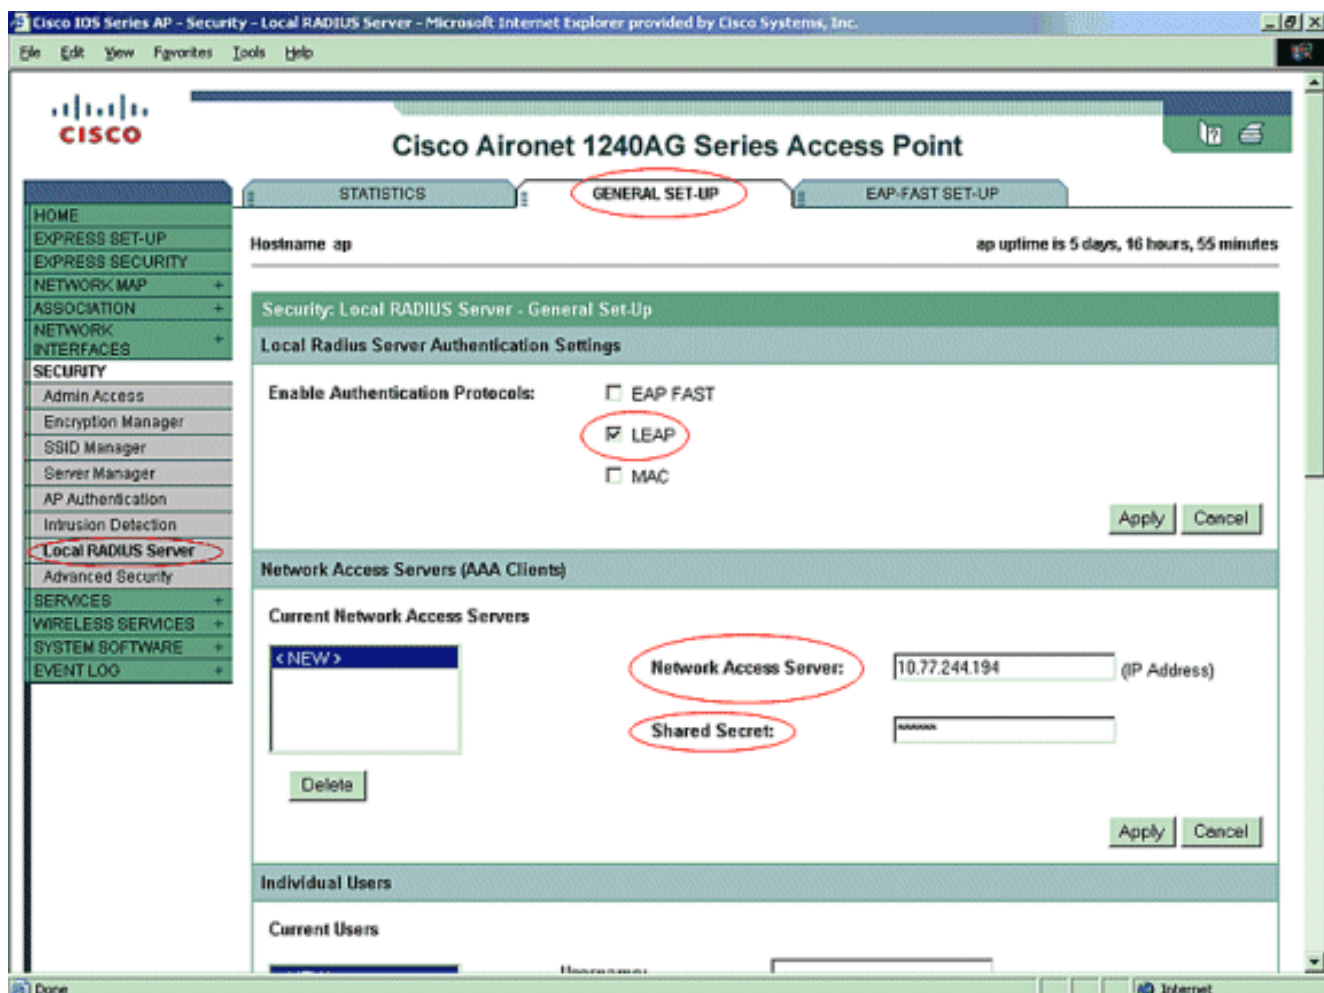 Cisco IOS Series AP - Security - Local RADIUS Server - Microsoft Internet Explorer provided by Cisco Systems, Inc.
File Edit View Favorites Tools Help
CISCO
Cisco Aironet 1240AG Series Access Point
STATISTICS GENERAL SET-UP EAP-FAST SET-UP
HOME
EXPRESS SET-UP
EXPRESS SECURITY
NETWORK MAP +
ASSOCIATION +
NETWORK
INTERFACES +
SECURITY
Admin Access
Encryption Manager
SSID Manager
Server Manager
AP Authentication
Intrusion Detection
Local RADIUS Server
Advanced Security
SERVICES +
WIRELESS SERVICES +
SYSTEM SOFTWARE +
EVENT LOG +
Hostname ap ap uptime is 5 days, 16 hours, 55 minutes
Security: Local RADIUS Server - General Set-Up
Local Radius Server Authentication Settings
Enable Authentication Protocols: EAP FAST
LEAP
MAC
Apply Cancel
Network Access Servers (AAA Clients)
Current Network Access Servers
< NEW >
Network Access Server: 10.77.244.194 (IP Address)
Shared Secret: ******
Delete
Apply Cancel
Individual Users
Current Users
Username:
Done Internet